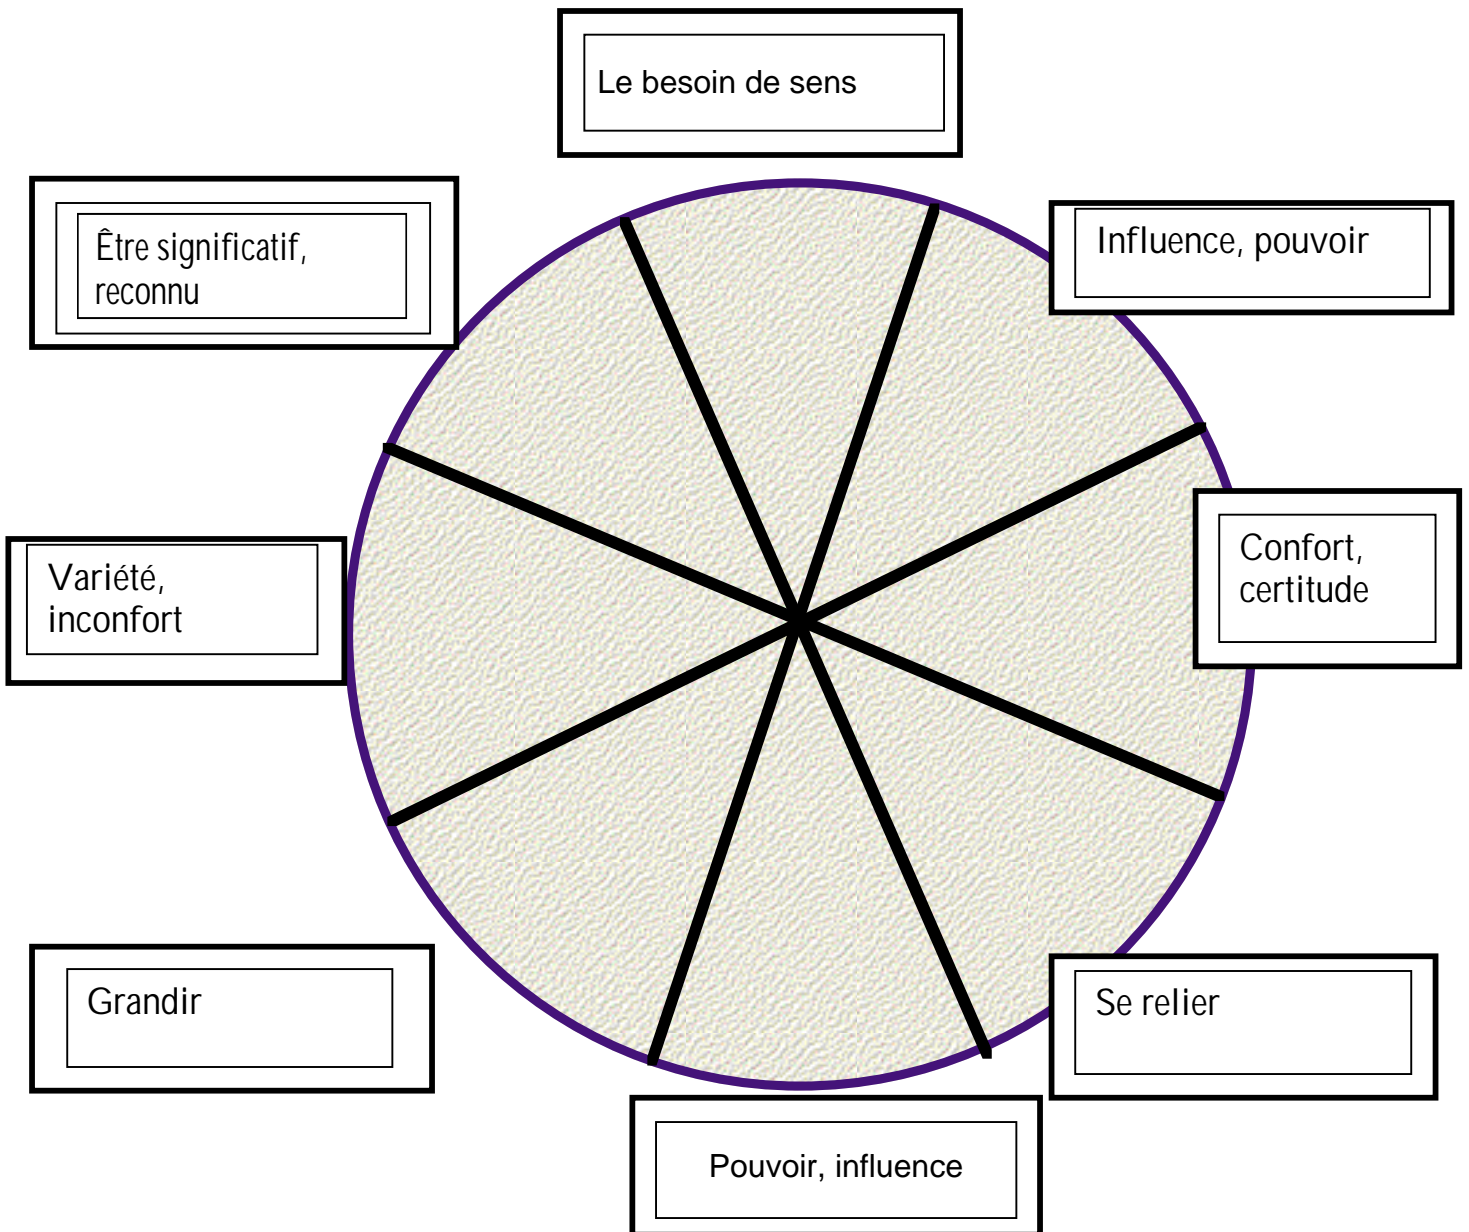 Le besoin de sens
Être significatif,
reconnu
Influence, pouvoir
Variété,
inconfort
Confort,
certitude
Grandir
Se relier
Pouvoir, influence